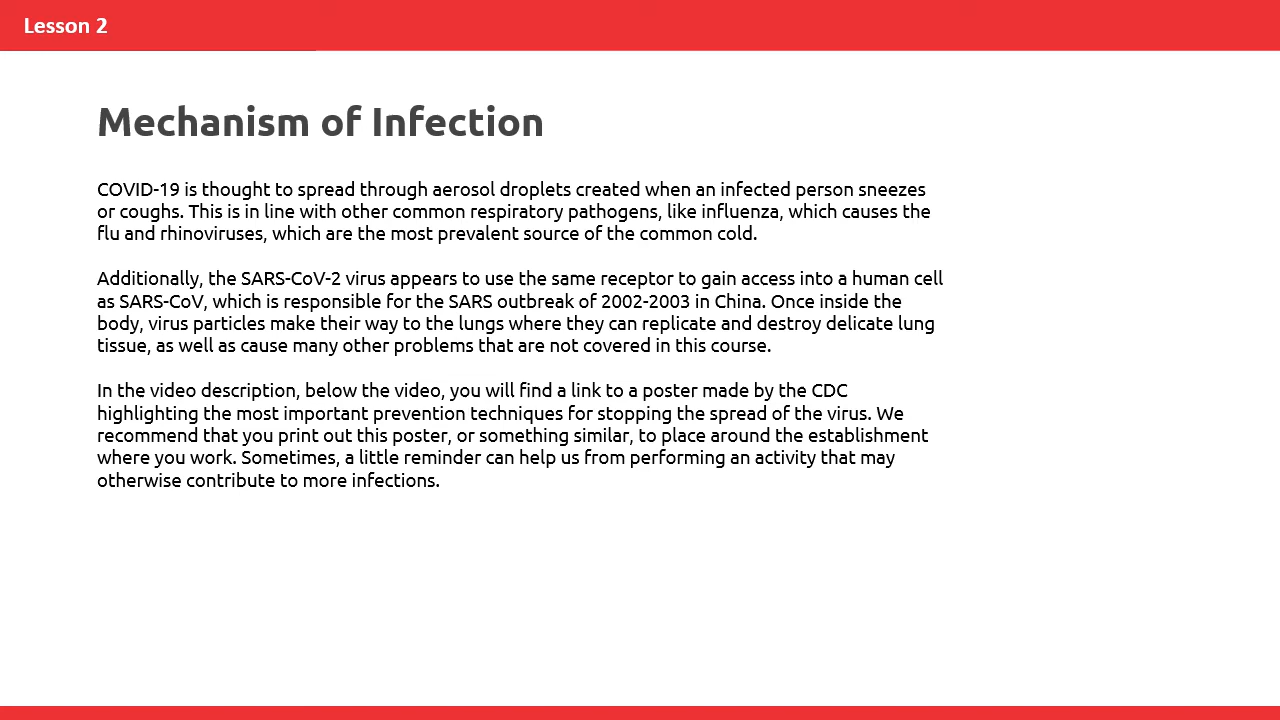 Lesson 2
Mechanism of Infection
COVID-19 is thought to spread through aerosol droplets created when an infected person sneezes
or coughs. This is in line with other common respiratory pathogens, like influenza, which causes the
flu and rhinoviruses, which are the most prevalent source of the common cold.
Additionally, the SARS-CoV-2 virus appears to use the same receptor to gain access into a human cell
as SARS-CoV, which is responsible for the SARS outbreak of 2002-2003 in China. Once inside the
body, virus particles make their way to the lungs where they can replicate and destroy delicate lung
tissue, as well as cause many other problems that are not covered in this course.
In the video description, below the video, you will find a link to a poster made by the CDC
highlighting the most important prevention techniques for stopping the spread of the virus. We
recommend that you print out this poster, or something similar, to place around the establishment
where you work. Sometimes, a little reminder can help us from performing an activity that may
otherwise contribute to more infections.